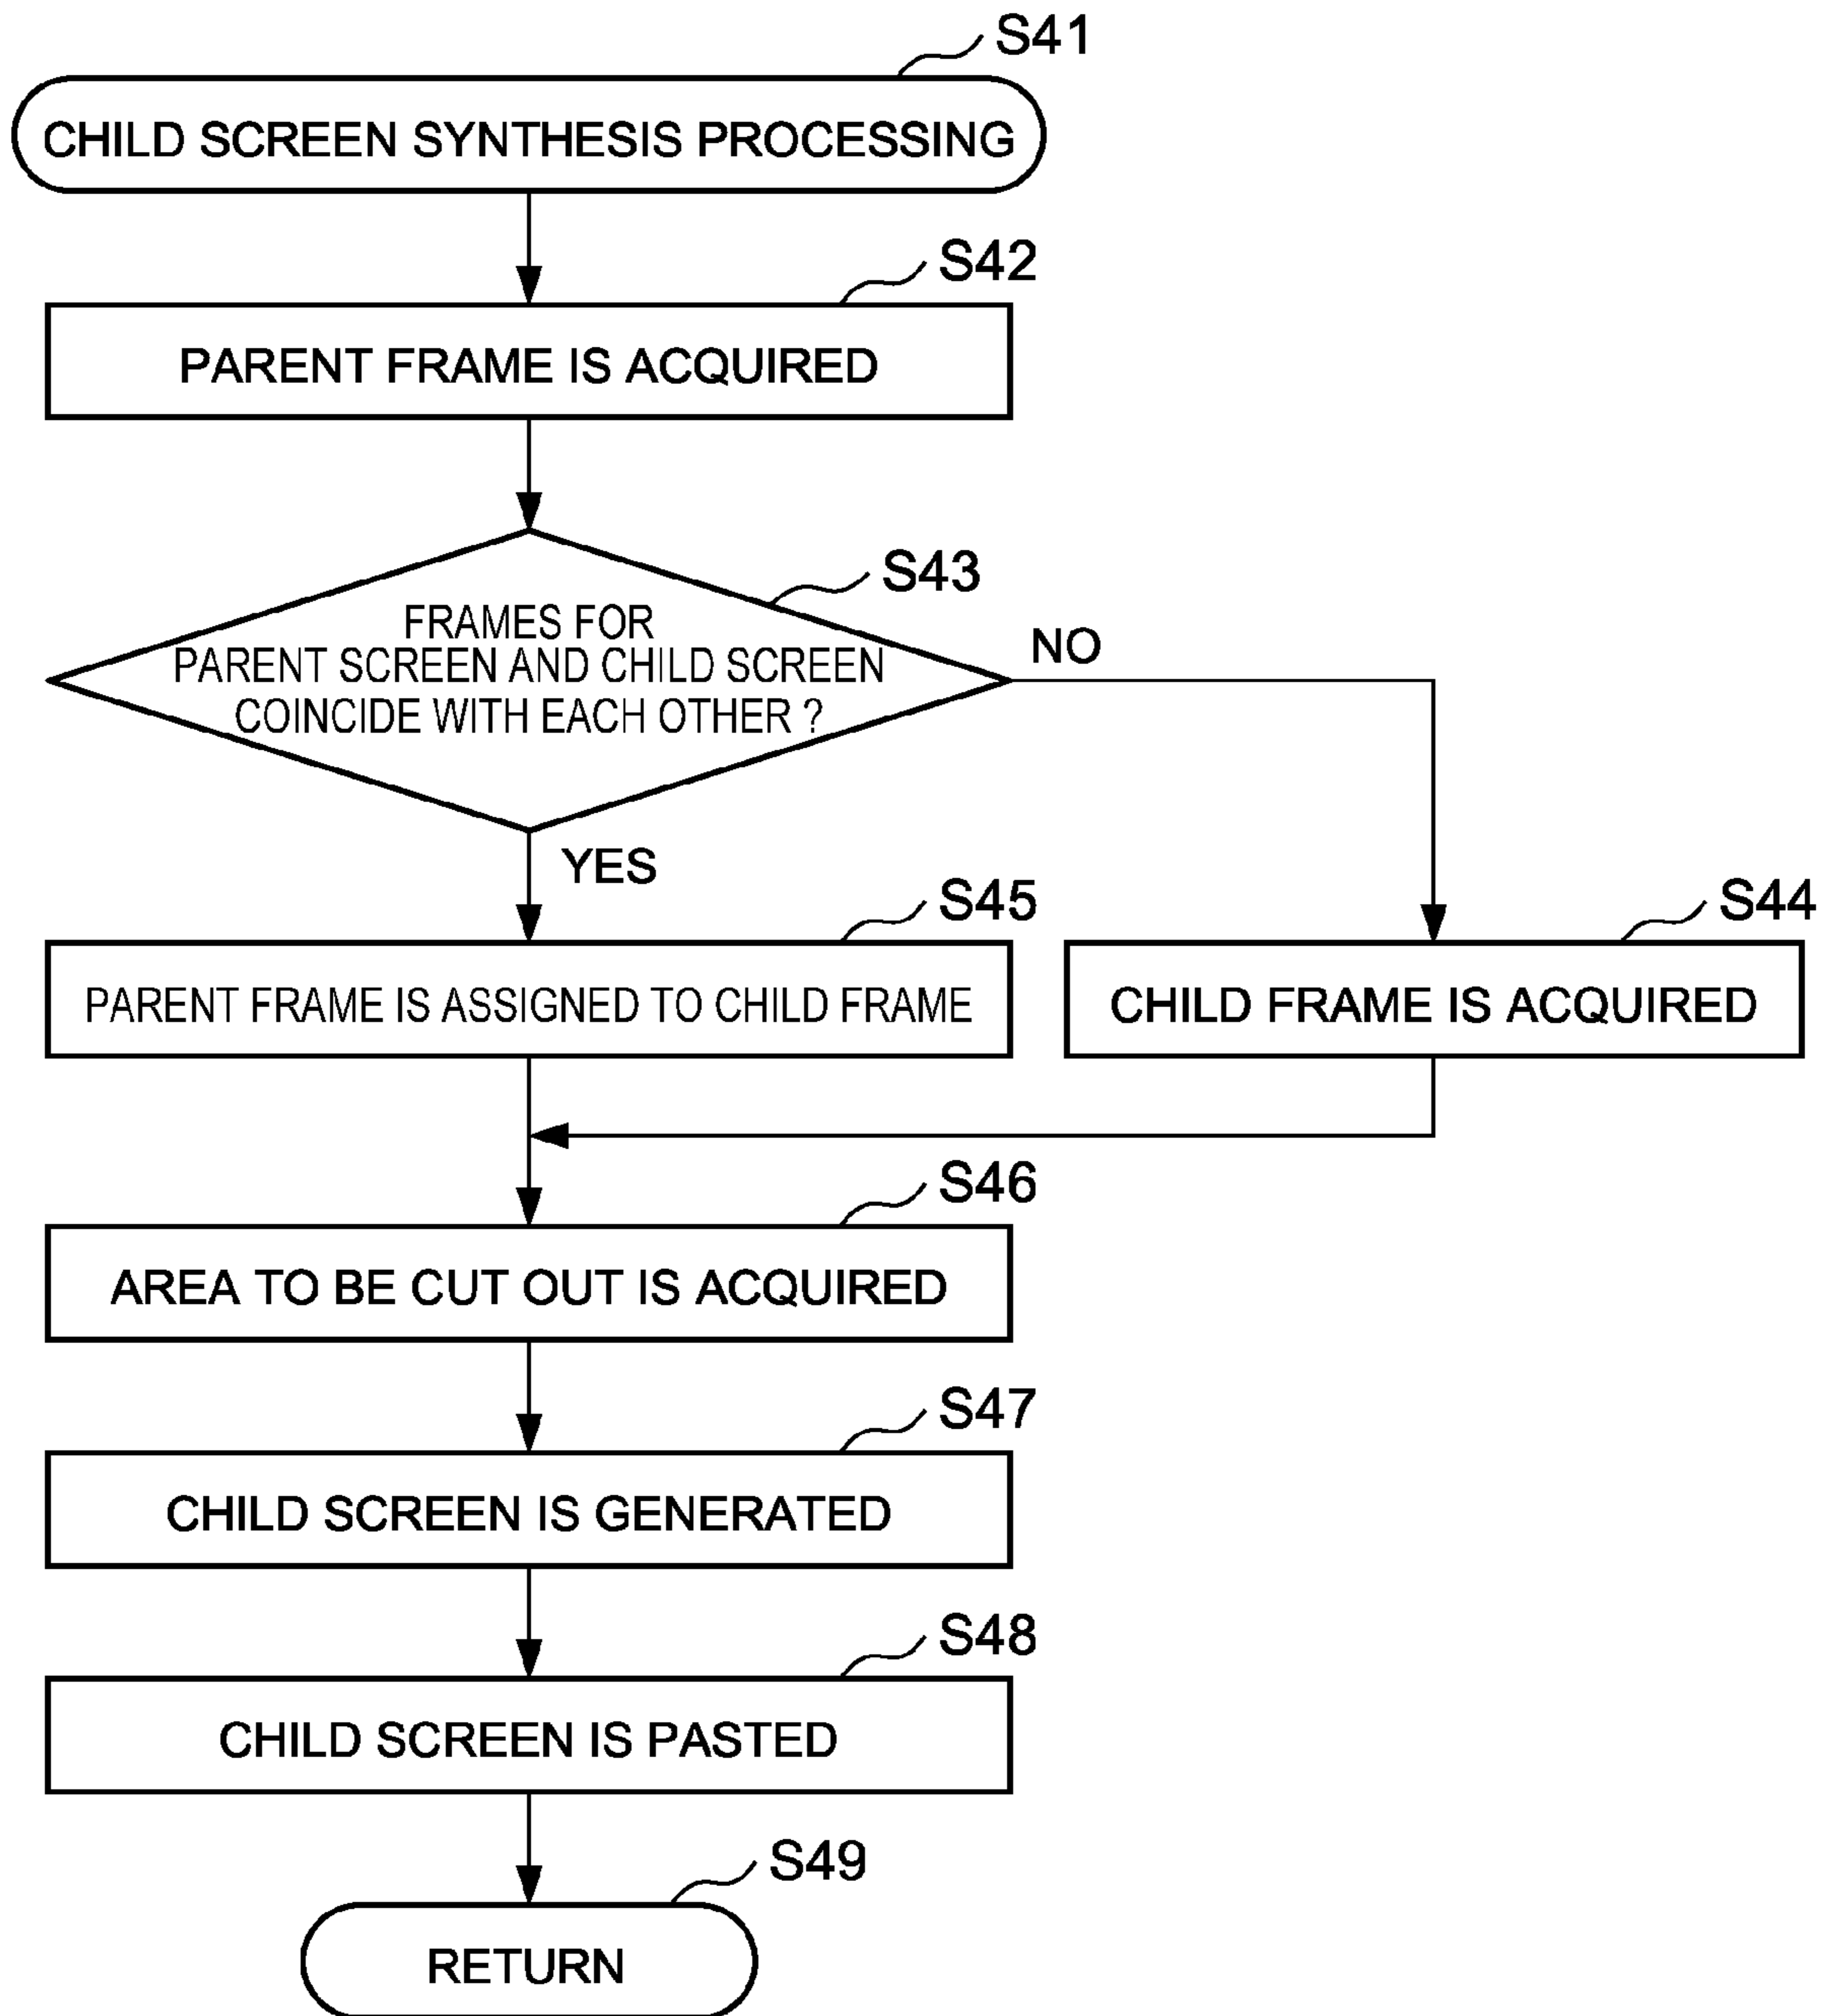 S41
CHILD SCREEN SYNTHESIS PROCESSING
S42
PARENT FRAME IS ACQUIRED
S43
FRAMES FOR
PARENT SCREEN AND CHILD SCREEN
COINCIDE WITH EACH OTHER ?
NO
YES
S45
PARENT FRAME IS ASSIGNED TO CHILD FRAME
S44
CHILD FRAME IS ACQUIRED
S46
AREA TO BE CUT OUT IS ACQUIRED
S47
CHILD SCREEN IS GENERATED
S48
CHILD SCREEN IS PASTED
S49
RETURN